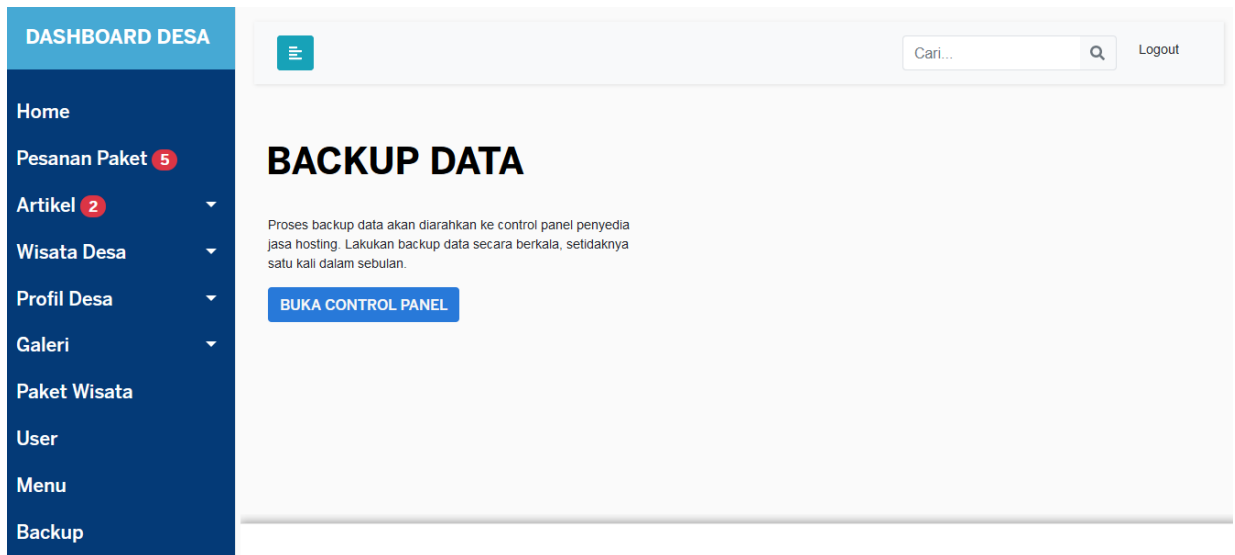 DASHBOARD DESA
Cari...
Logout
Home
Pesanan Paket 5
Artikel 2
Wisata Desa
Profil Desa
Galeri
Paket Wisata
User
Menu
Backup
BACKUP DATA
Proses backup data akan diarahkan ke control panel penyedia
jasa hosting. Lakukan backup data secara berkala, setidaknya
satu kali dalam sebulan.
BUKA CONTROL PANEL